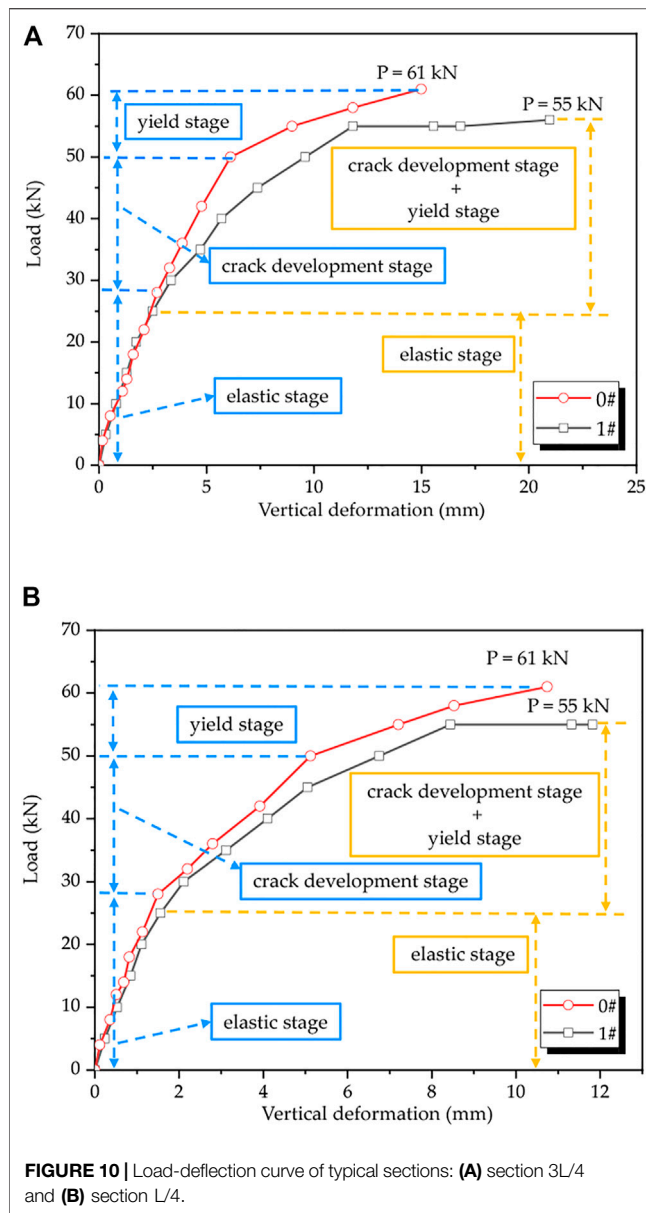 A
70
60
50
40
30
20
10
0
Load (kN)
P = 61 kN
P = 55 kN
yield stage
crack development stage
+
yield stage
crack development stage
elastic stage
elastic stage
0#
1#
0 5 10 15 20 25
Vertical deformation (mm)
B
70
60
50
40
30
20
10
0
Load (kN)
P = 61 kN
P = 55 kN
yield stage
crack development stage
+
yield stage
crack development stage
elastic stage
elastic stage
0#
1#
0 2 4 6 8 10 12
Vertical deformation (mm)
FIGURE 10 | Load-deflection curve of typical sections: (A) section 3L/4
and (B) section L/4.